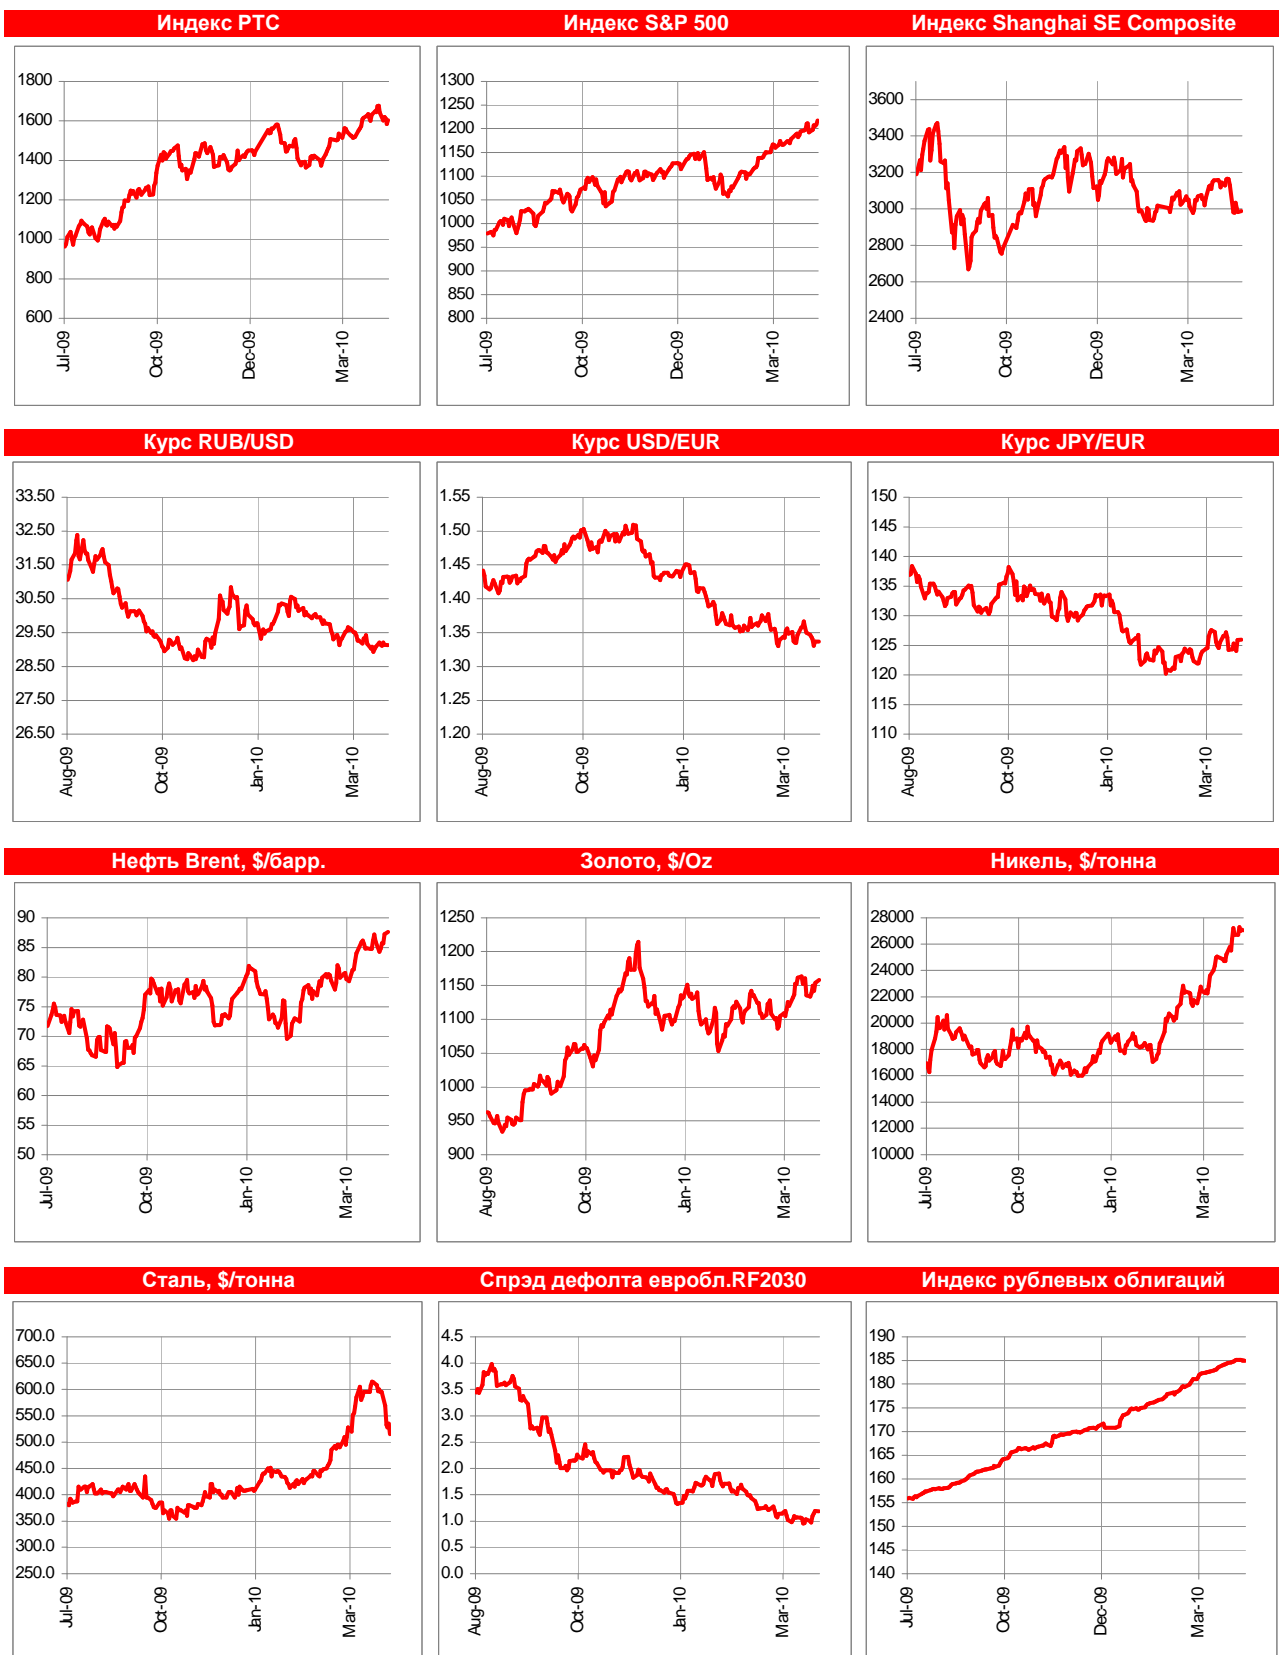 Индекс РТС
Индекс S&P 500
Индекс Shanghai SE Composite
1800
1600
1400
1200
1000
800
600
Jul-09
Oct-09
Dec-09
Mar-10
1300
1250
1200
1150
1100
1050
1000
950
900
850
800
Jul-09
Oct-09
Dec-09
Mar-10
3600
3400
3200
3000
2800
2600
2400
Jul-09
Oct-09
Dec-09
Mar-10
Курс RUB/USD
Курс USD/EUR
Курс JPY/EUR
33.50
32.50
31.50
30.50
29.50
28.50
27.50
26.50
Aug-09
Oct-09
Jan-10
Mar-10
1.55
1.50
1.45
1.40
1.35
1.30
1.25
1.20
Aug-09
Oct-09
Jan-10
Mar-10
150
145
140
135
130
125
120
115
110
Aug-09
Oct-09
Jan-10
Mar-10
Нефть Brent, $/барр.
Золото, $/Oz
Никель, $/тонна
90
85
80
75
70
65
60
55
50
Jul-09
Oct-09
Jan-10
Mar-10
1250
1200
1150
1100
1050
1000
950
900
Aug-09
Oct-09
Jan-10
Mar-10
28000
26000
24000
22000
20000
18000
16000
14000
12000
10000
Jul-09
Oct-09
Jan-10
Mar-10
Сталь, $/тонна
Спрэд дефолта евробл.RF2030
Индекс рублевых облигаций
700.0
650.0
600.0
550.0
500.0
450.0
400.0
350.0
300.0
250.0
Jul-09
Oct-09
Jan-10
Mar-10
4.5
4.0
3.5
3.0
2.5
2.0
1.5
1.0
0.5
0.0
Aug-09
Oct-09
Jan-10
Mar-10
190
185
180
175
170
165
160
155
150
145
140
Jul-09
Oct-09
Dec-09
Mar-10